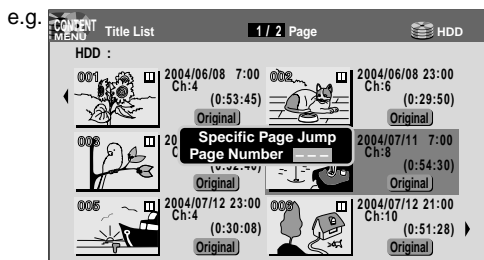 e.g.
CONTENT MENU Title List 1 / 2 Page HDD
HDD :
001 2004/06/08 7:00
Ch:4
(0:53:45)
Original
002 2004/06/08 23:00
Ch:6
(0:29:50)
Original
Specific Page Jump
Page Number _ _ _
003 20
C
Original
2004/07/11 7:00
Ch:8
(0:54:30)
Original
005 2004/07/12 23:00
Ch:4
(0:30:08)
Original
006 2004/07/12 21:00
Ch:10
(0:51:28)
Original